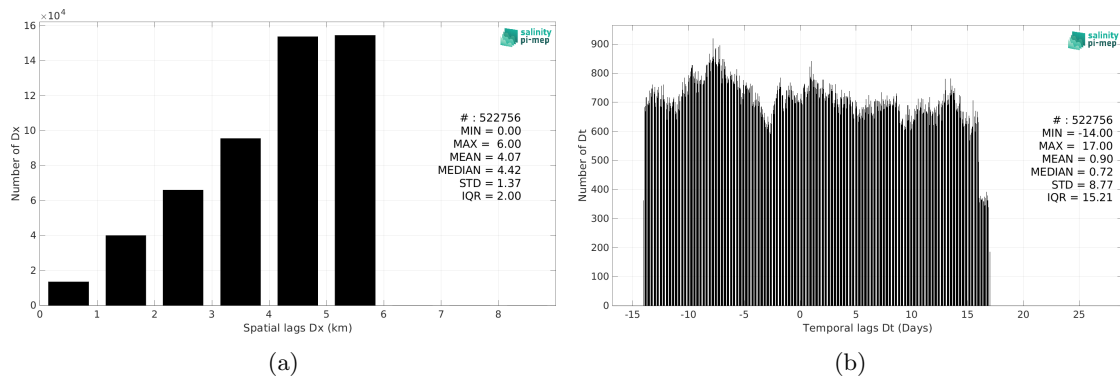 ×10^4
16
14
12
10
8
6
4
2
0
Number of Dx
salinity
pi-mep
# : 522756
MIN = 0.00
MAX = 6.00
MEAN = 4.07
MEDIAN = 4.42
STD = 1.37
IQR = 2.00
0 1 2 3 4 5 6 7 8
Spatial lags Dx (km)
(a)
900
800
700
600
500
400
300
200
100
0
Number of Dt
salinity
pi-mep
# : 522756
MIN = -14.00
MAX = 17.00
MEAN = 0.90
MEDIAN = 0.72
STD = 8.77
IQR = 15.21
-15 -10 -5 0 5 10 15 20 25
Temporal lags Dt (Days)
(b)